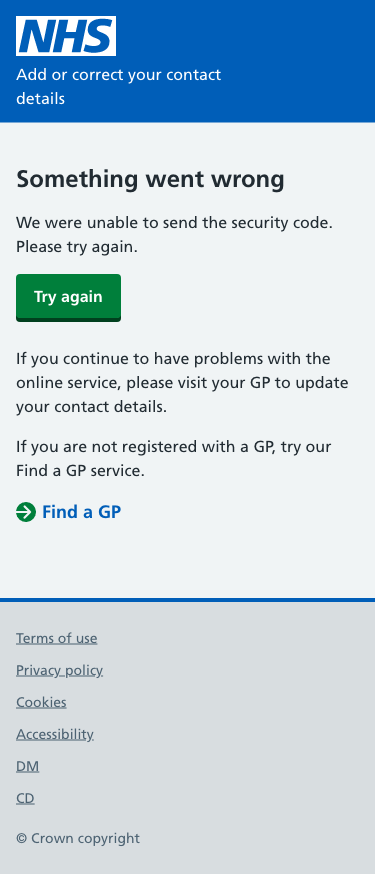 NHS
Add or correct your contact
details
Something went wrong
We were unable to send the security code.
Please try again.
Try again
If you continue to have problems with the
online service, please visit your GP to update
your contact details.
If you are not registered with a GP, try our
Find a GP service.
Find a GP
Terms of use
Privacy policy
Cookies
Accessibility
DM
CD
© Crown copyright